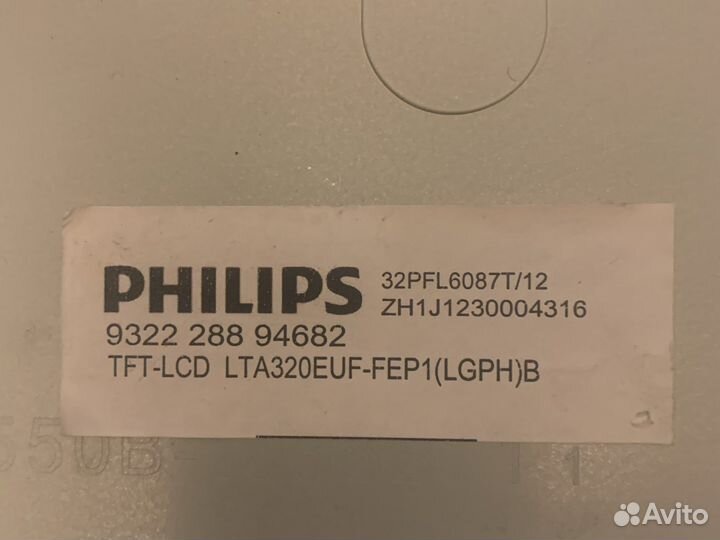 PHILIPS 32PFL6087T/12
ZH1J1230004316
9322 288 94682
TFT-LCD LTA320EUF-FEP1(LGPH)B
Avito